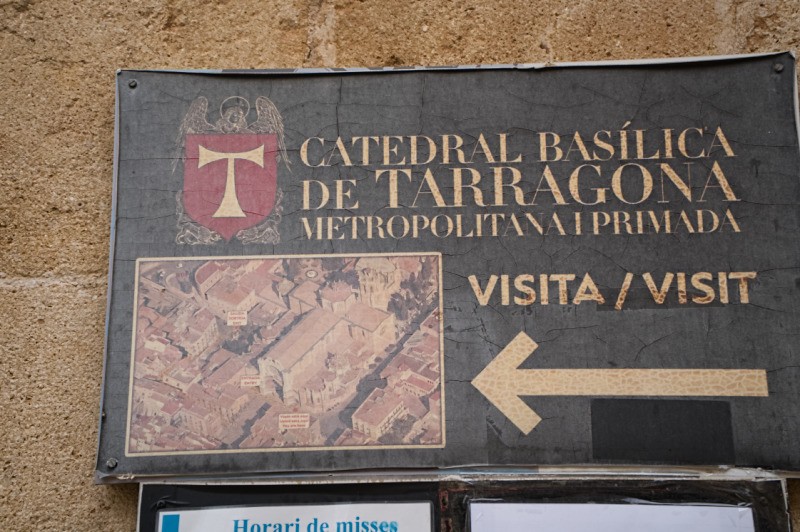 CATEDRAL BASÍLICA
DE TARRAGONA
METROPOLITANA I PRIMADA
VISITA / VISIT
Horari de misses